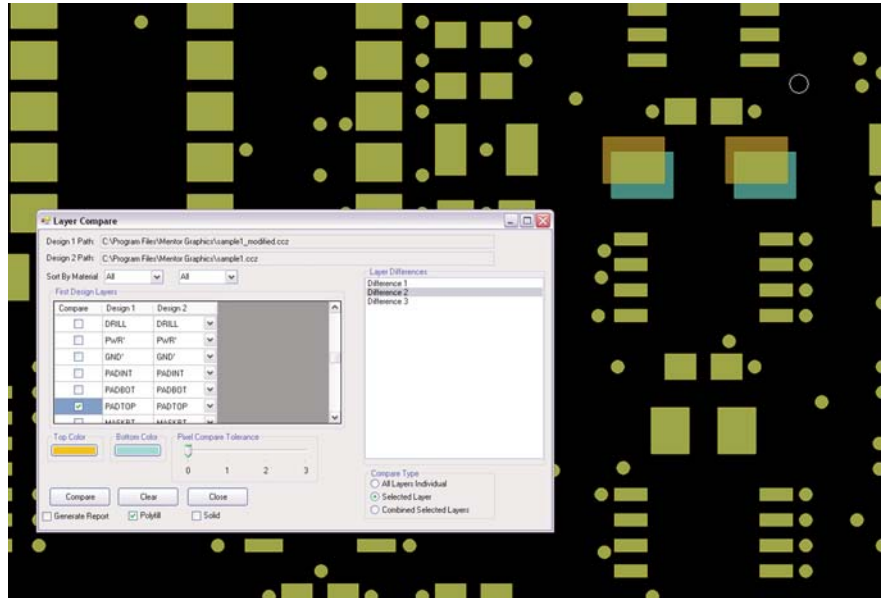 Layer Compare
Design 1 Path: C:\Program Files\Mentor Graphics\sample1_modified.ccz
Design 2 Path: C:\Program Files\Mentor Graphics\sample1.ccz
Sort By Material All All
First Design Layers
Compare Design 1 Design 2
DRILL DRILL
PWR' PWR'
GND' GND'
PADINT PADINT
PADBOT PADBOT
PADTOP PADTOP
MASKBT MASKBT
Top Color Bottom Color Pixel Compare Tolerance
0 1 2 3
Compare Clear Close
Generate Report Polyfill Solid
Layer Differences
Difference 1
Difference 2
Difference 3
Compare Type
All Layers Individual
Selected Layer
Combined Selected Layers